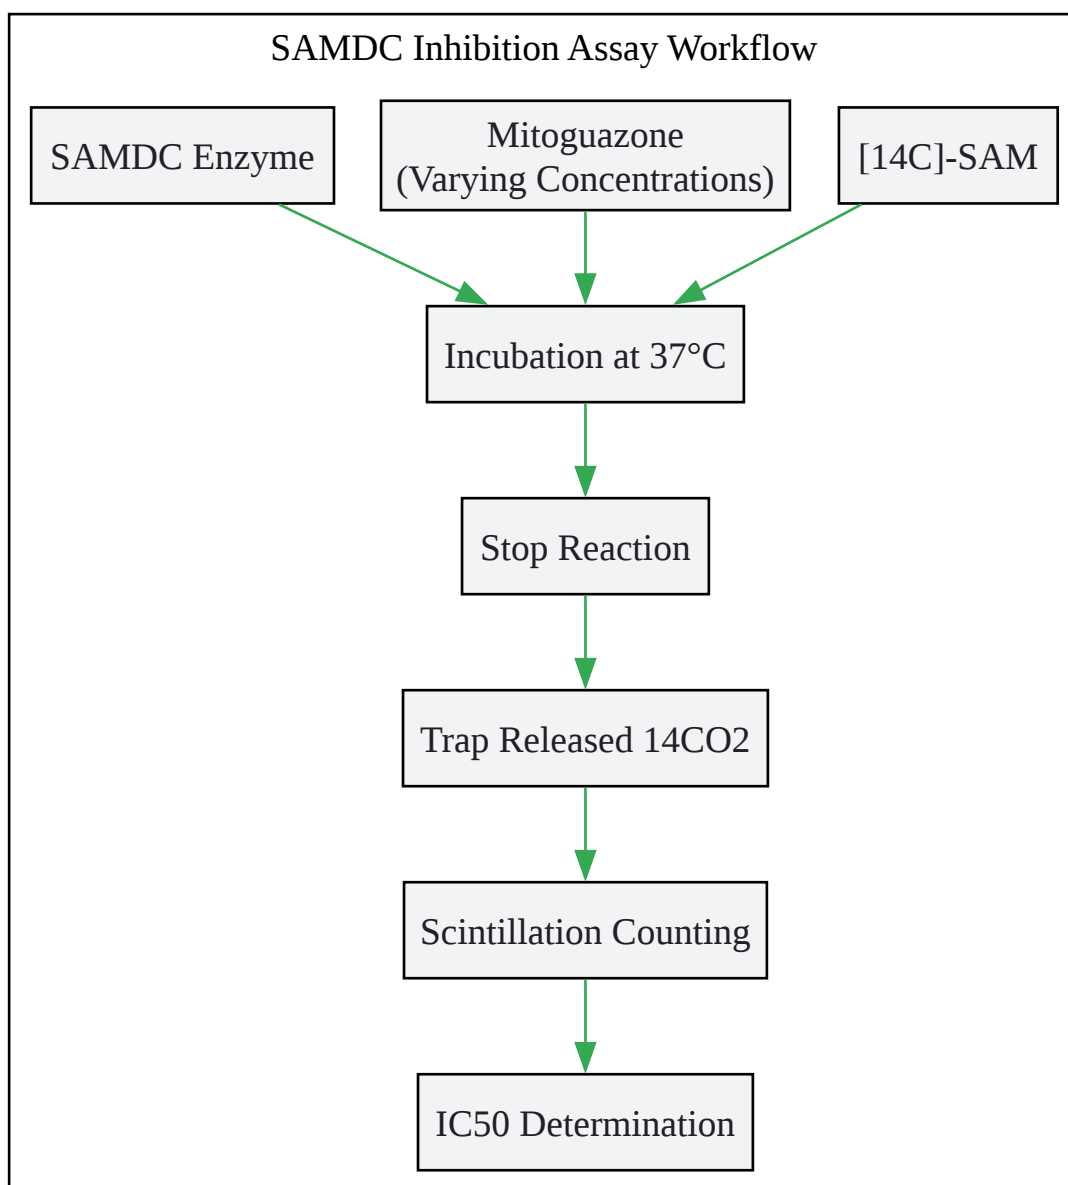 SAMDC Inhibition Assay Workflow
SAMDC Enzyme
Mitoguazone
(Varying Concentrations)
[14C]-SAM
Incubation at 37°C
Stop Reaction
Trap Released 14CO2
Scintillation Counting
IC50 Determination